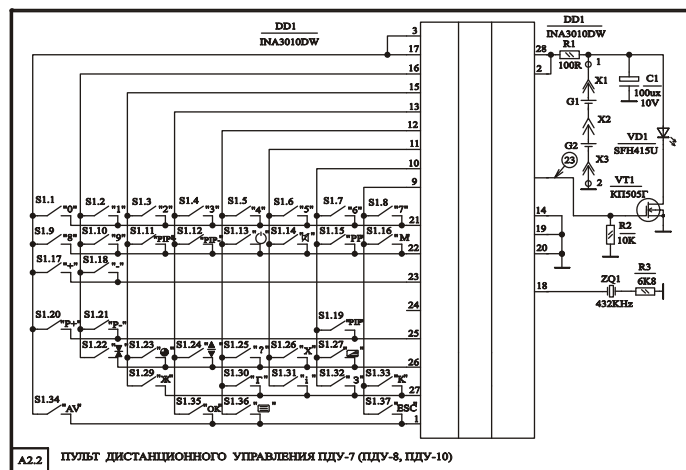 DD1
INA3010DW
DD1
INA3010DW
3
17
16
15
13
12
11
10
9
28
2
R1
100R
1
X1
G1
X2
G2
X3
2
23
C1
100ux
10V
VD1
SFH415U
VT1
КП505Г
R2
10K
14
19
20
18
ZQ1
432KHz
R3
6K8
S1.1 "0" S1.2 "1" S1.3 "2" S1.4 "3" S1.5 "4" S1.6 "5" S1.7 "6" S1.8 "7"
21
S1.9 "8" S1.10 "9" S1.11 "PIP" S1.12 "PIP" S1.13 S1.14 S1.15 "PP" S1.16 "M"
22
S1.17 "+" S1.18 "-"
23
24
S1.20 "P+" S1.21 "P-" S1.19 "PIP"
25
S1.22 S1.23 S1.24 S1.25 "?" S1.26 "X" S1.27
26
S1.29 "Ж" S1.30 "Г" S1.31 "i" S1.32 "З" S1.33 "К"
27
S1.34 "AV" S1.35 "OK" S1.36 S1.37 "ESC"
1
A2.2 ПУЛЬТ ДИСТАНЦИОННОГО УПРАВЛЕНИЯ ПДУ-7 (ПДУ-8, ПДУ-10)